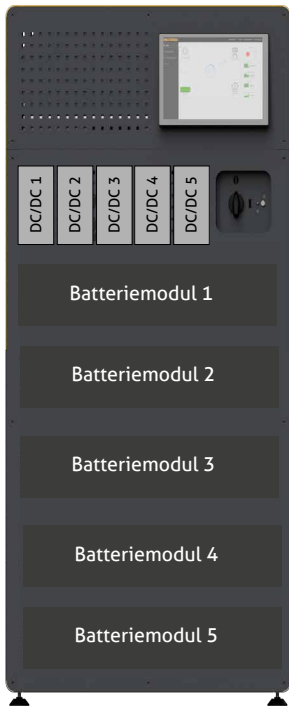 DC/DC 1
DC/DC 2
DC/DC 3
DC/DC 4
DC/DC 5
Batteriemodul 1
Batteriemodul 2
Batteriemodul 3
Batteriemodul 4
Batteriemodul 5